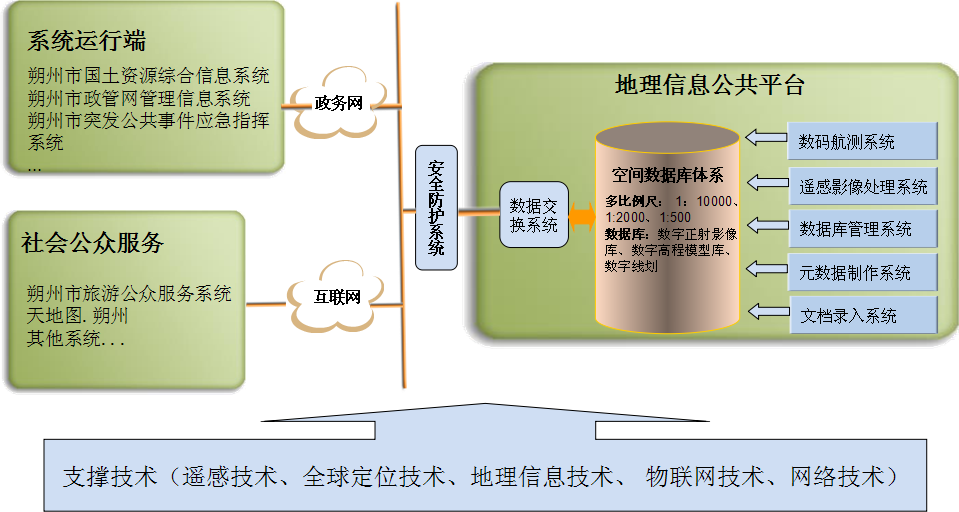 系统运行端
朔州市国土资源综合信息系统
朔州市政管网管理信息系统
朔州市突发公共事件应急指挥
系统
...
政务网
社会公众服务
朔州市旅游公众服务系统
天地图.朔州
其他系统...
互联网
安全防护系统
数据交
换系统
地理信息公共平台
空间数据库体系
多比例尺： 1：10000、
1:2000、1:500
数据库：数字正射影像
库、数字高程模型库、
数字线划
数码航测系统
遥感影像处理系统
数据库管理系统
元数据制作系统
文档录入系统
支撑技术（遥感技术、全球定位技术、地理信息技术、 物联网技术、网络技术）